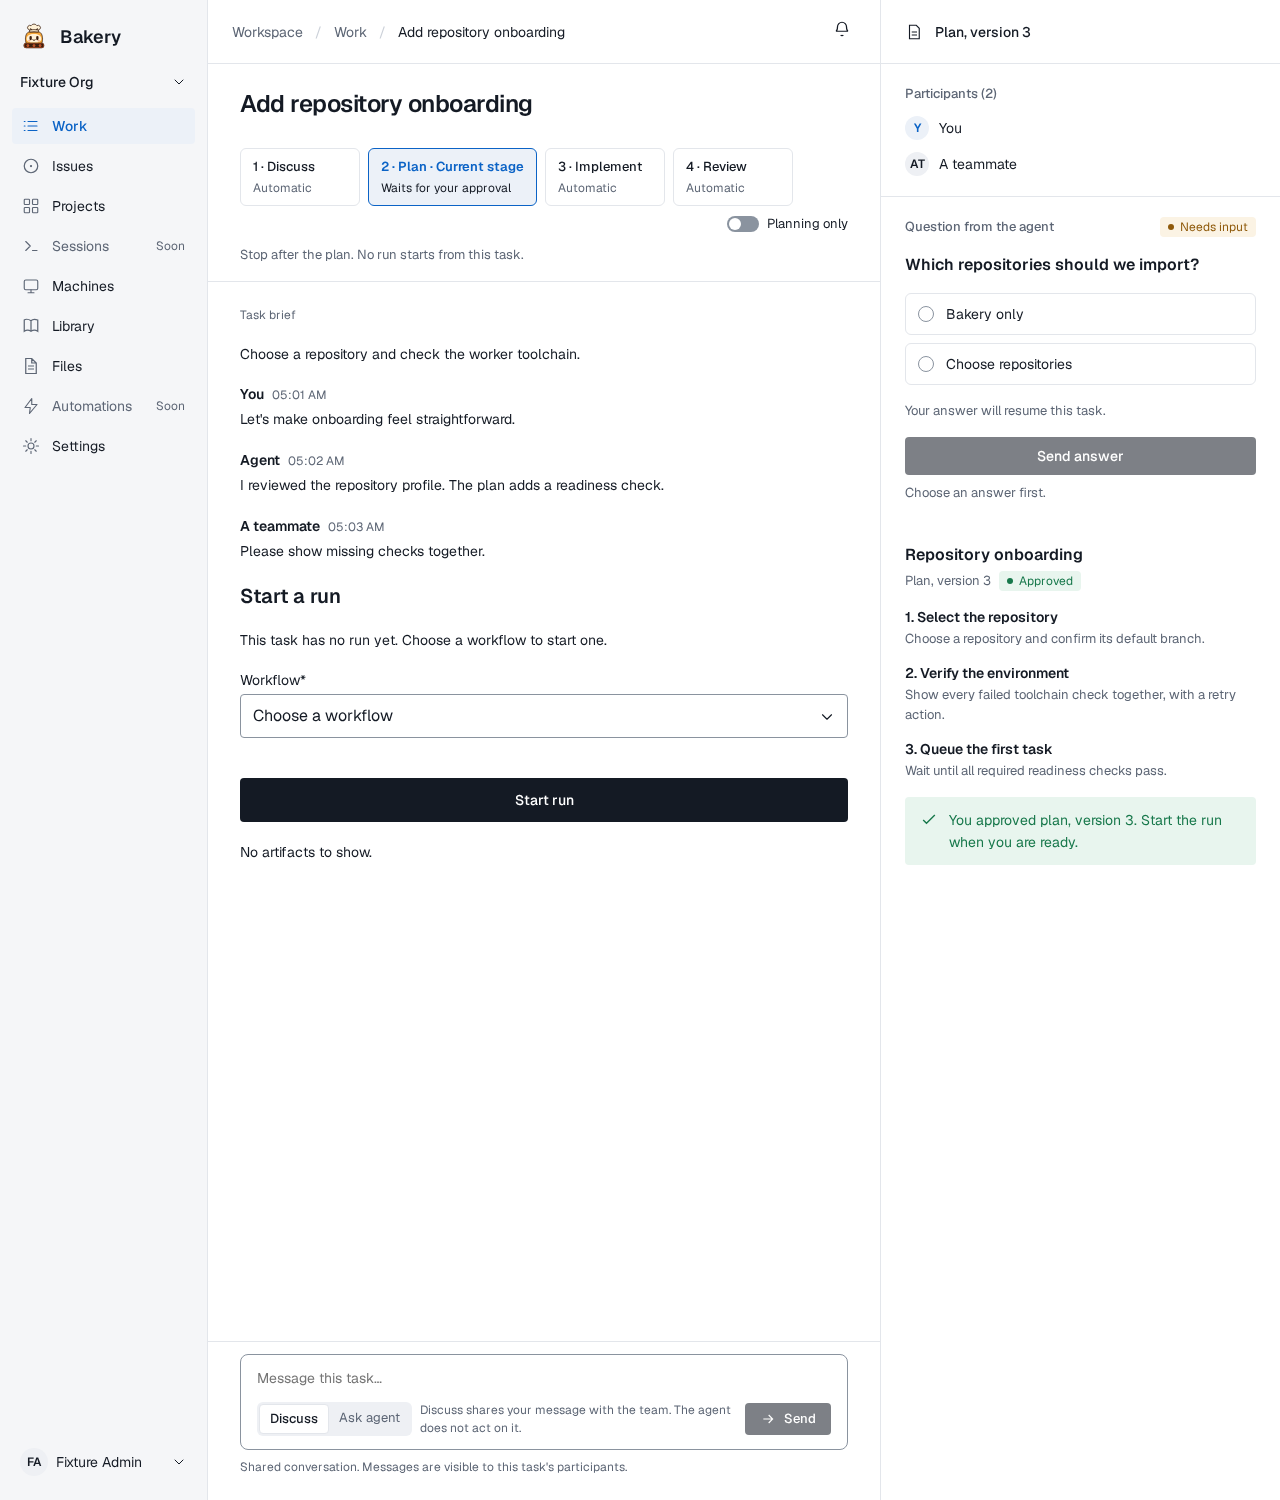 Bakery
Fixture Org
Work
Issues
Projects
Sessions Soon
Machines
Library
Files
Automations Soon
Settings
FA Fixture Admin
Workspace / Work / Add repository onboarding
Add repository onboarding
1 · Discuss
Automatic
2 · Plan · Current stage
Waits for your approval
3 · Implement
Automatic
4 · Review
Automatic
Planning only
Stop after the plan. No run starts from this task.
Task brief
Choose a repository and check the worker toolchain.
You 05:01 AM
Let's make onboarding feel straightforward.
Agent 05:02 AM
I reviewed the repository profile. The plan adds a readiness check.
A teammate 05:03 AM
Please show missing checks together.
Start a run
This task has no run yet. Choose a workflow to start one.
Workflow*
Choose a workflow
Start run
No artifacts to show.
Message this task...
Discuss Ask agent
Discuss shares your message with the team. The agent
does not act on it.
Send
Shared conversation. Messages are visible to this task's participants.
Plan, version 3
Participants (2)
Y You
AT A teammate
Question from the agent Needs input
Which repositories should we import?
Bakery only
Choose repositories
Your answer will resume this task.
Send answer
Choose an answer first.
Repository onboarding
Plan, version 3 Approved
1. Select the repository
Choose a repository and confirm its default branch.
2. Verify the environment
Show every failed toolchain check together, with a retry
action.
3. Queue the first task
Wait until all required readiness checks pass.
You approved plan, version 3. Start the run
when you are ready.